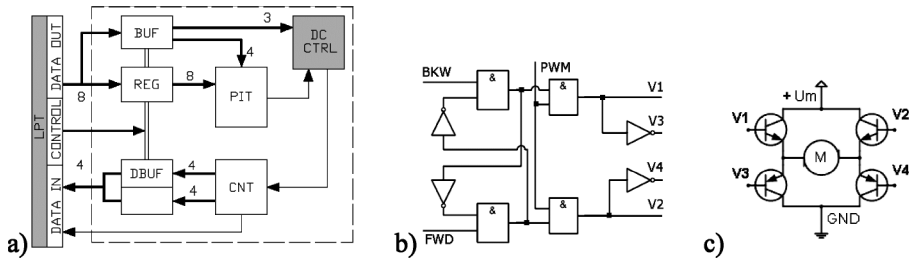 a)
LPT
DATA OUT
CONTROL
DATA IN
8
4
BUF
3
DC
CTRL
4
REG
8
PIT
DBUF
4
4
CNT
b)
BKW
&
PWM
&
V1
V3
V4
&
&
V2
FWD
c)
+ Um
V1
V2
M
V3
V4
GND